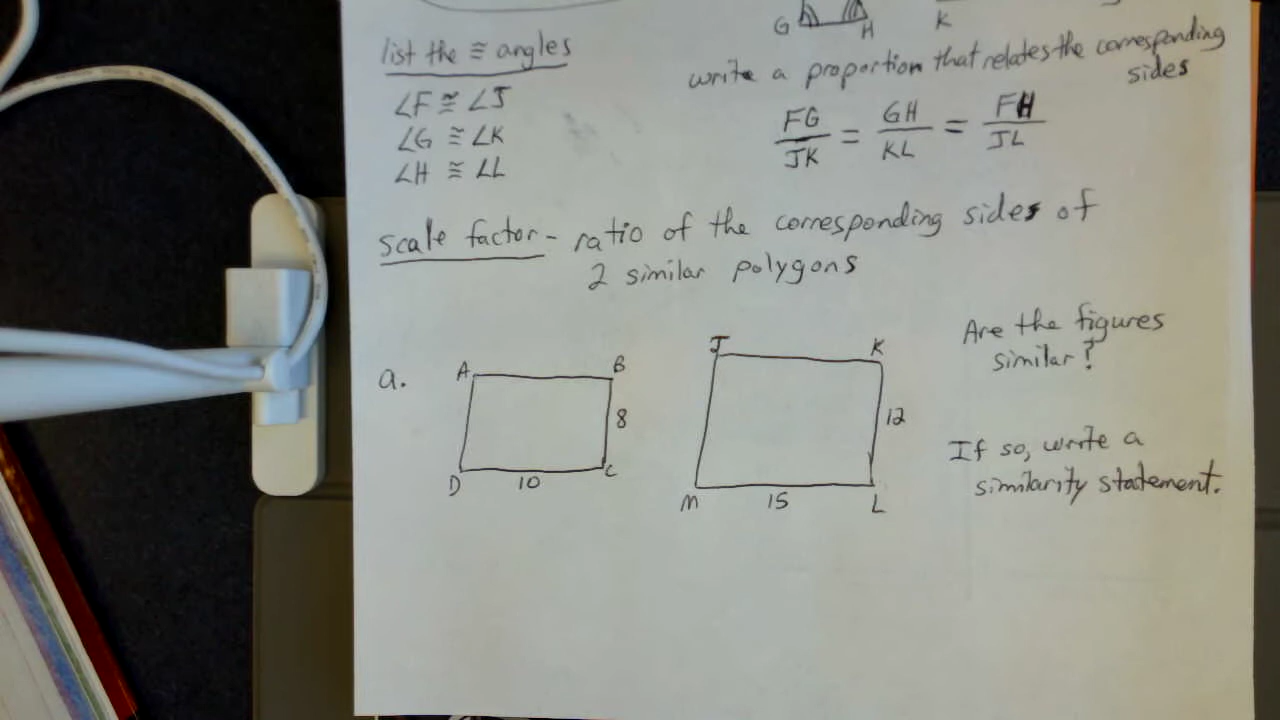 G H K
list the ≅ angles
∠F ≅ ∠J
∠G ≅ ∠K
∠H ≅ ∠L
write a proportion that relates the corresponding
sides
FG/JK = GH/KL = FH/JL
scale factor - ratio of the corresponding sides of
2 similar polygons
a.
A B
8
D 10 C
J K
12
M 15 L
Are the figures
similar?
If so, write a
similarity statement.